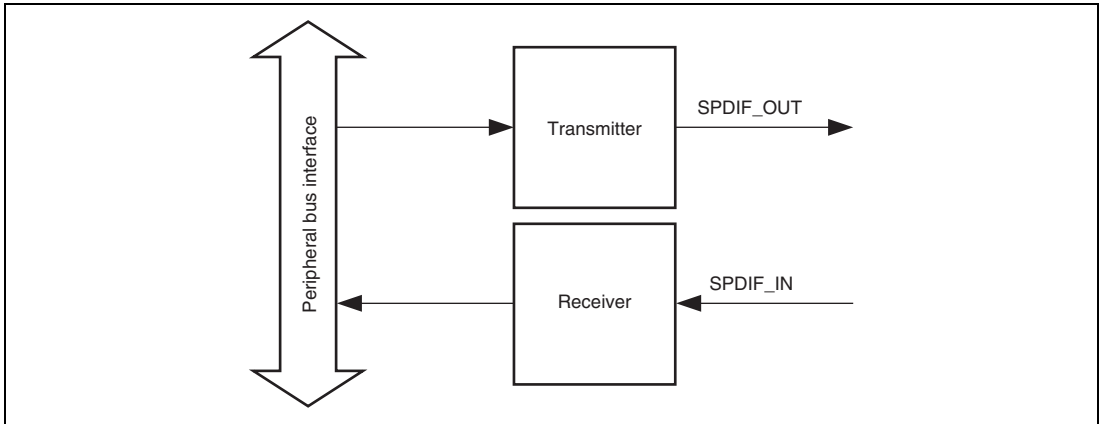 Peripheral bus interface
Transmitter
SPDIF_OUT
Receiver
SPDIF_IN